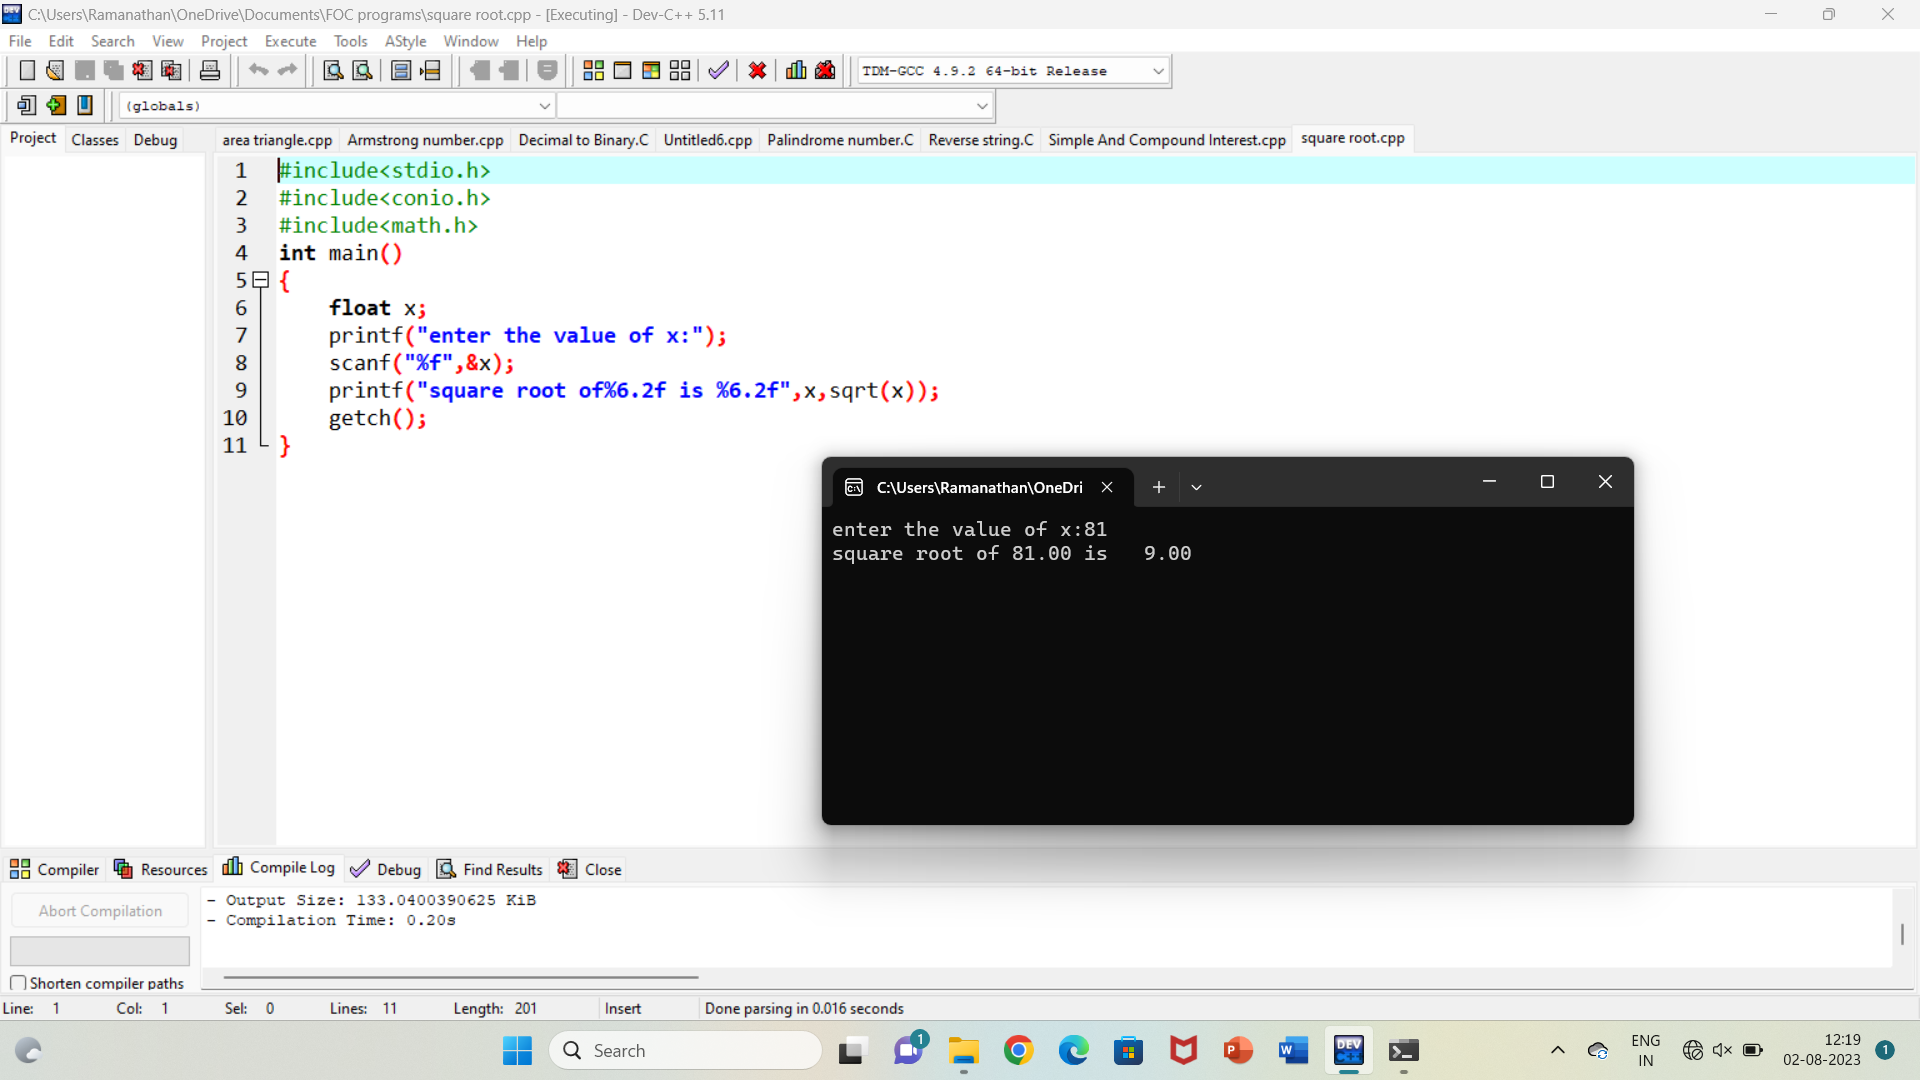 C:\Users\Ramanathan\OneDrive\Documents\FOC programs\square root.cpp - [Executing] - Dev-C++ 5.11
File Edit Search View Project Execute Tools AStyle Window Help
TDM-GCC 4.9.2 64-bit Release
(globals)
Project Classes Debug
area triangle.cpp Armstrong number.cpp Decimal to Binary.C Untitled6.cpp Palindrome number.C Reverse string.C Simple And Compound Interest.cpp square root.cpp
1 #include<stdio.h>
2 #include<conio.h>
3 #include<math.h>
4 int main()
5 {
6 float x;
7 printf("enter the value of x:");
8 scanf("%f",&x);
9 printf("square root of%6.2f is %6.2f",x,sqrt(x));
10 getch();
11 }
C:\Users\Ramanathan\OneDri
enter the value of x:81
square root of 81.00 is   9.00
Compiler Resources Compile Log Debug Find Results Close
Abort Compilation
Shorten compiler paths
- Output Size: 133.0400390625 KiB
- Compilation Time: 0.20s
Line: 1 Col: 1 Sel: 0 Lines: 11 Length: 201 Insert Done parsing in 0.016 seconds
Search
1
DEV
C++
ENG
IN
12:19
02-08-2023
1